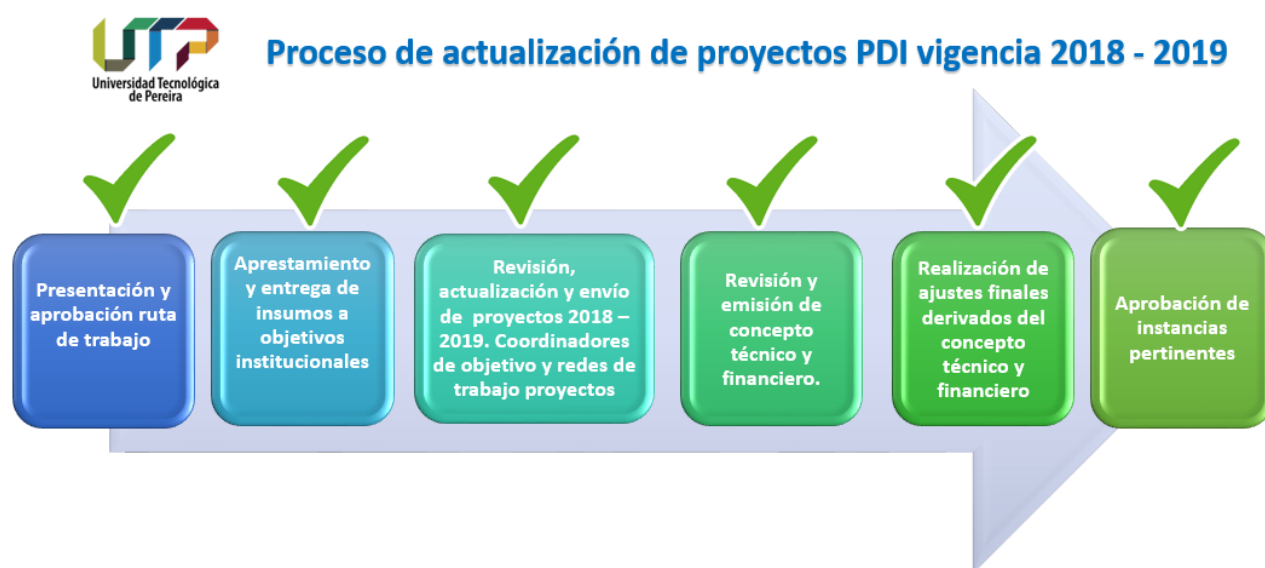 UTP
Universidad Tecnológica
de Pereira
Proceso de actualización de proyectos PDI vigencia 2018 - 2019
Presentación y
aprobación ruta
de trabajo
Aprestamiento
y entrega de
insumos a
objetivos
institucionales
Revisión,
actualización y envío
de proyectos 2018 –
2019. Coordinadores
de objetivo y redes de
trabajo proyectos
Revisión y
emisión de
concepto
técnico y
financiero.
Realización de
ajustes finales
derivados del
concepto
técnico y
financiero
Aprobación de
instancias
pertinentes